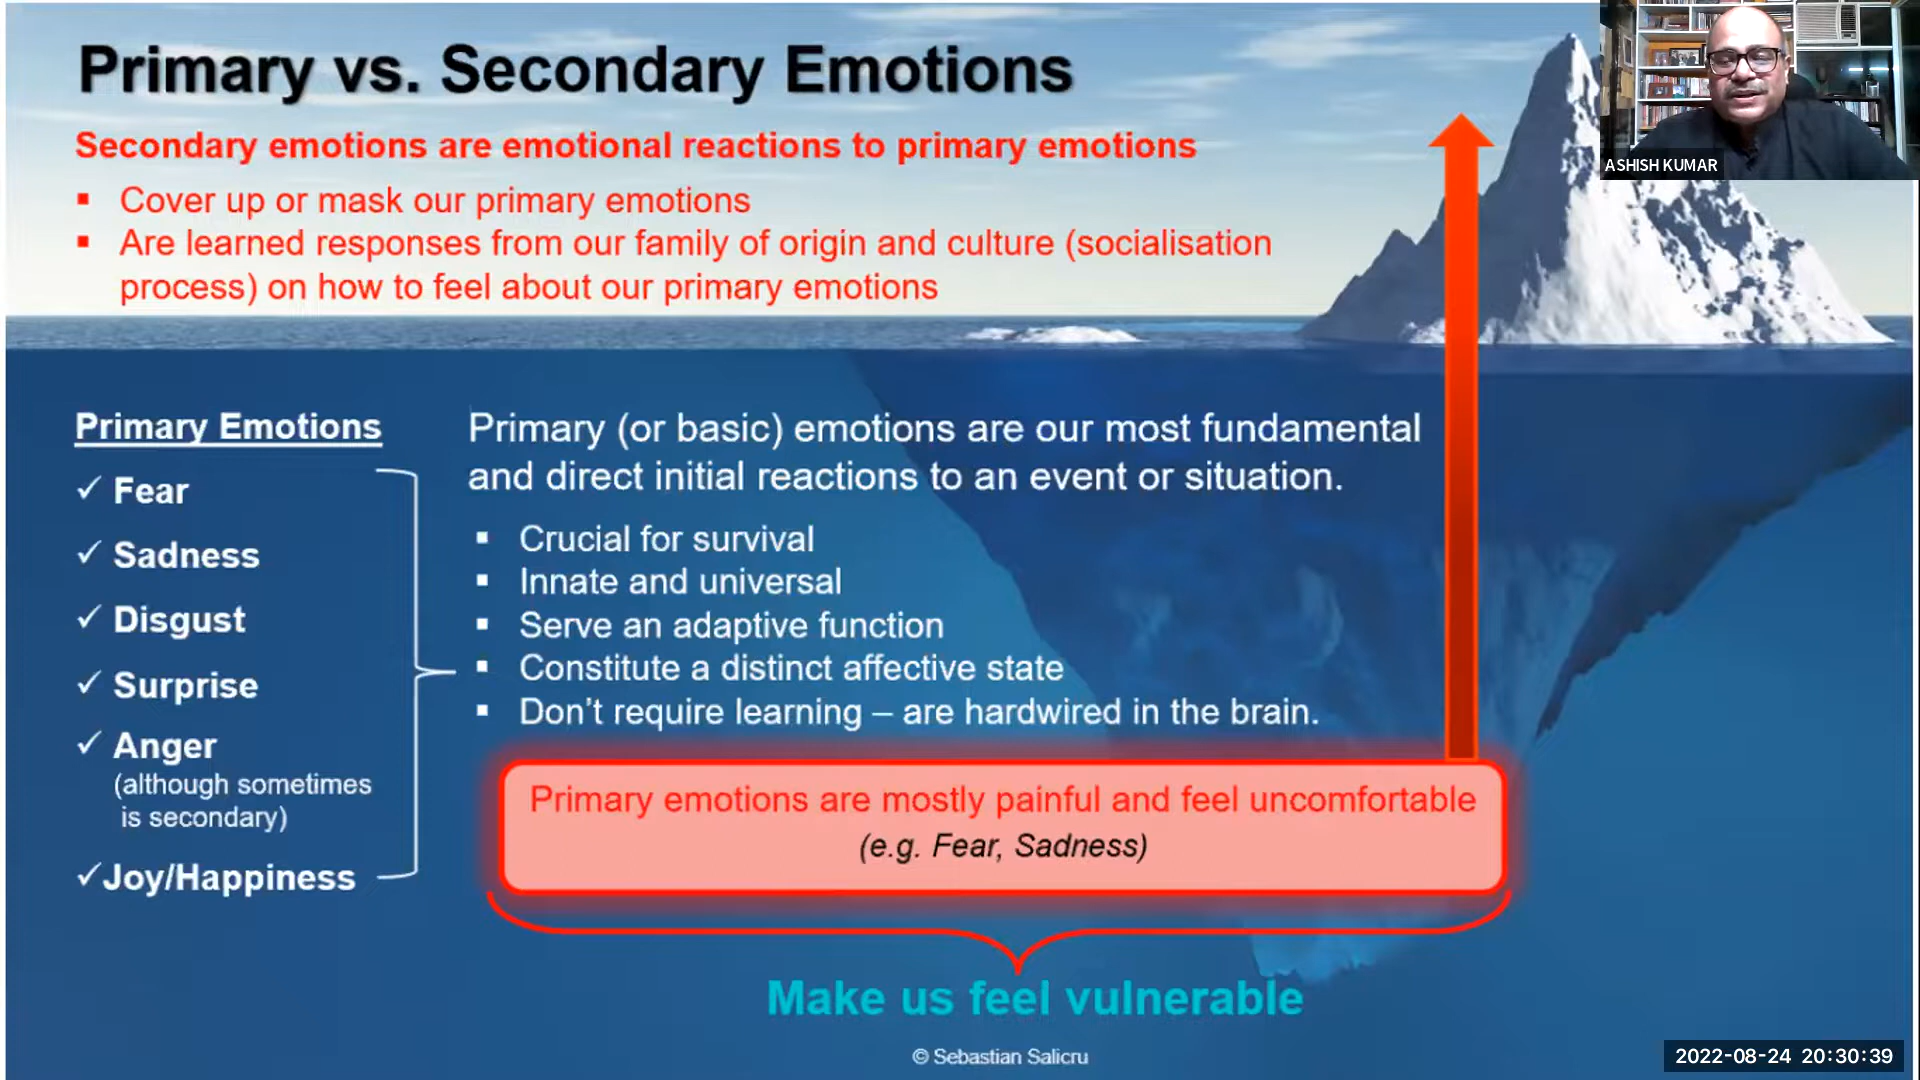 Primary vs. Secondary Emotions
Secondary emotions are emotional reactions to primary emotions
▪ Cover up or mask our primary emotions
▪ Are learned responses from our family of origin and culture (socialisation
process) on how to feel about our primary emotions
ASHISH KUMAR
Primary Emotions
✓ Fear
✓ Sadness
✓ Disgust
✓ Surprise
✓ Anger
(although sometimes
is secondary)
✓Joy/Happiness
Primary (or basic) emotions are our most fundamental
and direct initial reactions to an event or situation.
▪ Crucial for survival
▪ Innate and universal
▪ Serve an adaptive function
▪ Constitute a distinct affective state
▪ Don’t require learning – are hardwired in the brain.
Primary emotions are mostly painful and feel uncomfortable
(e.g. Fear, Sadness)
Make us feel vulnerable
© Sebastian Salicru
2022-08-24 20:30:39